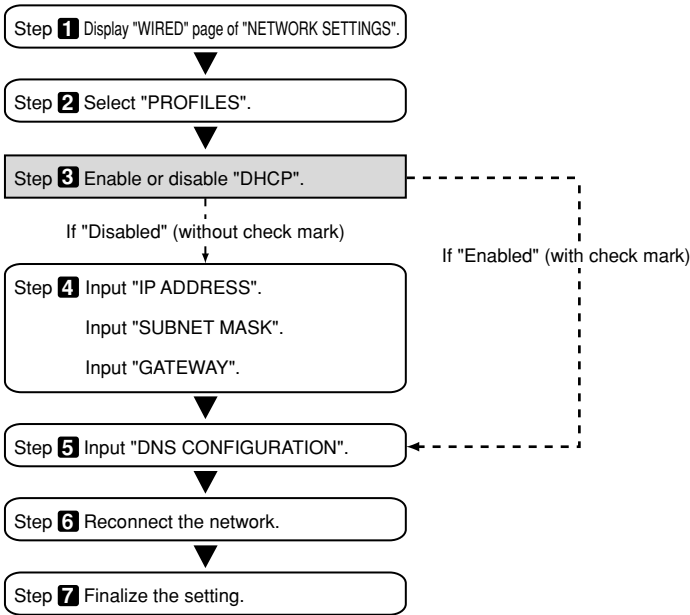 Step 1 Display "WIRED" page of "NETWORK SETTINGS".
Step 2 Select "PROFILES".
Step 3 Enable or disable "DHCP".
If "Disabled" (without check mark)
If "Enabled" (with check mark)
Step 4 Input "IP ADDRESS".
Input "SUBNET MASK".
Input "GATEWAY".
Step 5 Input "DNS CONFIGURATION".
Step 6 Reconnect the network.
Step 7 Finalize the setting.